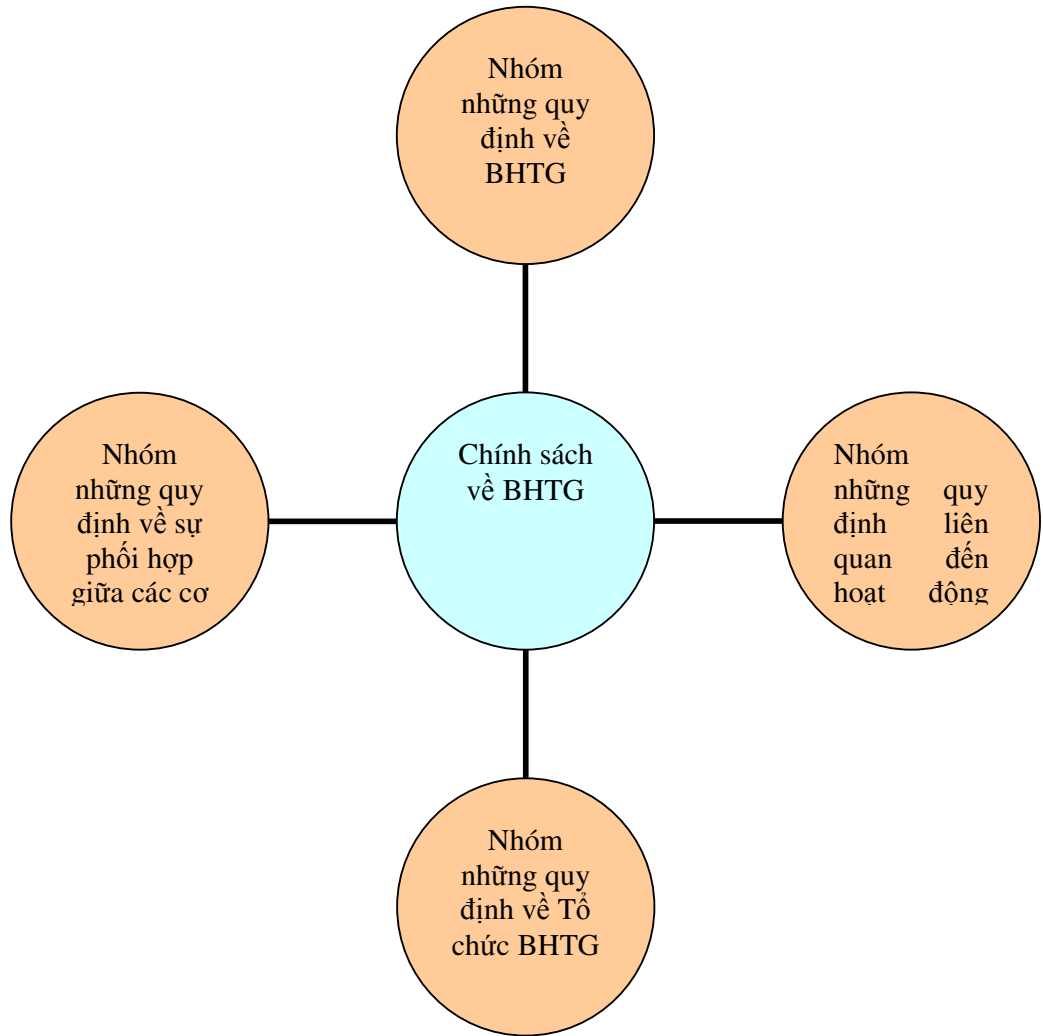 Nhóm
những quy
định về
BHTG
Nhóm
những quy
định về sự
phối hợp
giữa các cơ
Chính sách
về BHTG
Nhóm
những quy
định liên
quan đến
hoạt động
Nhóm
những quy
định về Tổ
chức BHTG